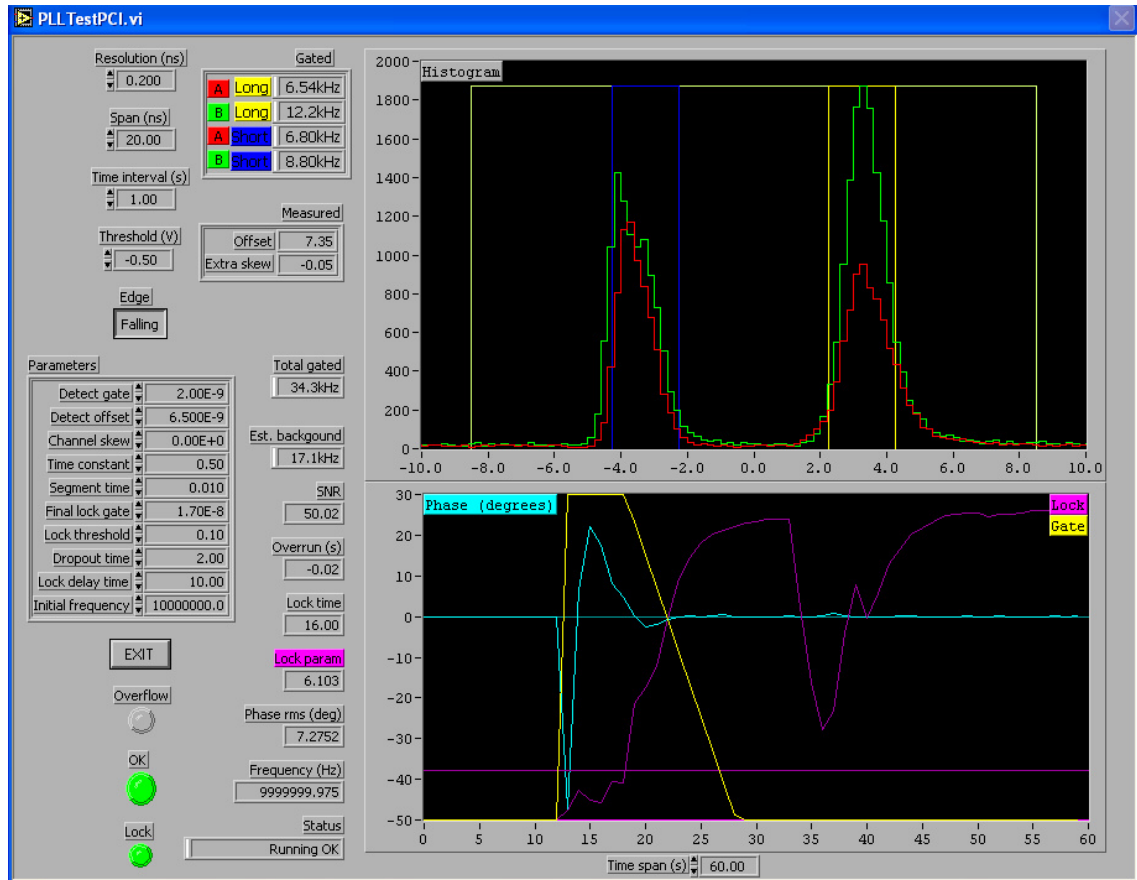 PLLTestPCI.vi
Resolution (ns)
0.200
Span (ns)
20.00
Time interval (s)
1.00
Threshold (V)
-0.50
Edge
Falling
Gated
A Long 6.54kHz
B Long 12.2kHz
A Short 6.80kHz
B Short 8.80kHz
Measured
Offset 7.35
Extra skew -0.05
Parameters
Detect gate 2.00E-9
Detect offset 6.500E-9
Channel skew 0.00E+0
Time constant 0.50
Segment time 0.010
Final lock gate 1.70E-8
Lock threshold 0.10
Dropout time 2.00
Lock delay time 10.00
Initial frequency 10000000.0
EXIT
Overflow
OK
Lock
Total gated
34.3kHz
Est. backgound
17.1kHz
SNR
50.02
Overrun (s)
-0.02
Lock time
16.00
Lock param
6.103
Phase rms (deg)
7.2752
Frequency (Hz)
9999999.975
Status
Running OK
Histogram
2000
1800
1600
1400
1200
1000
800
600
400
200
0
-10.0 -8.0 -6.0 -4.0 -2.0 0.0 2.0 4.0 6.0 8.0 10.0
Phase (degrees)
Lock
Gate
30
20
10
0
-10
-20
-30
-40
-50
0 5 10 15 20 25 30 35 40 45 50 55 60
Time span (s) 60.00